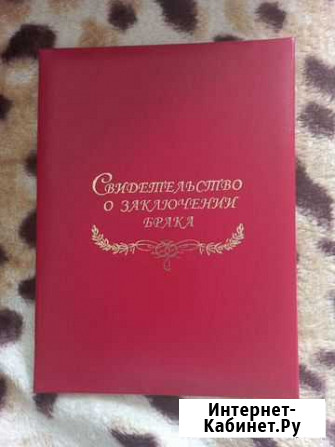 Свидетельство
о заключении
брака
Интернет-
Кабинет.Ру